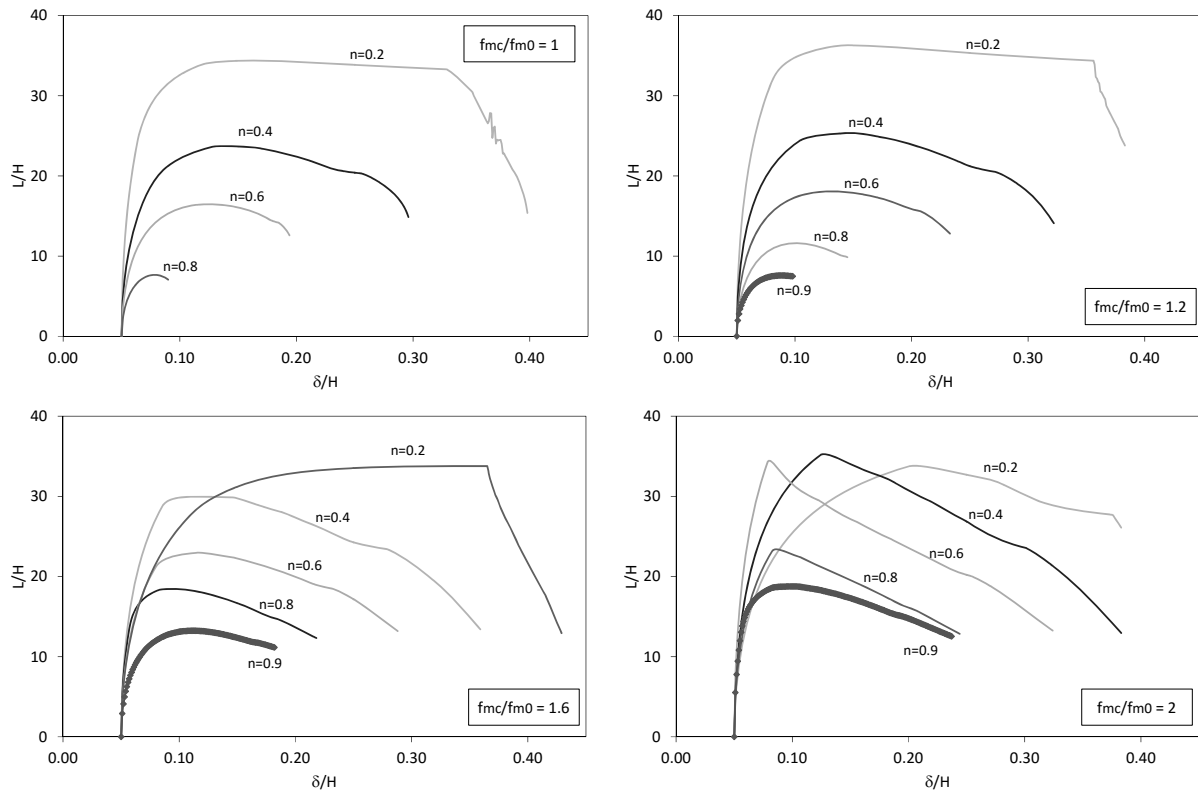 40
30
20
10
0
L/H
fmc/fm0 = 1
n=0.2
n=0.4
n=0.6
n=0.8
0.00 0.10 0.20 0.30 0.40
δ/H
40
30
20
10
0
L/H
n=0.2
n=0.4
n=0.6
n=0.8
n=0.9
fmc/fm0 = 1.2
0.00 0.10 0.20 0.30 0.40
δ/H
40
30
20
10
0
L/H
n=0.2
n=0.4
n=0.6
n=0.8
n=0.9
fmc/fm0 = 1.6
0.00 0.10 0.20 0.30 0.40
δ/H
40
30
20
10
0
L/H
n=0.2
n=0.4
n=0.6
n=0.8
n=0.9
fmc/fm0 = 2
0.00 0.10 0.20 0.30 0.40
δ/H